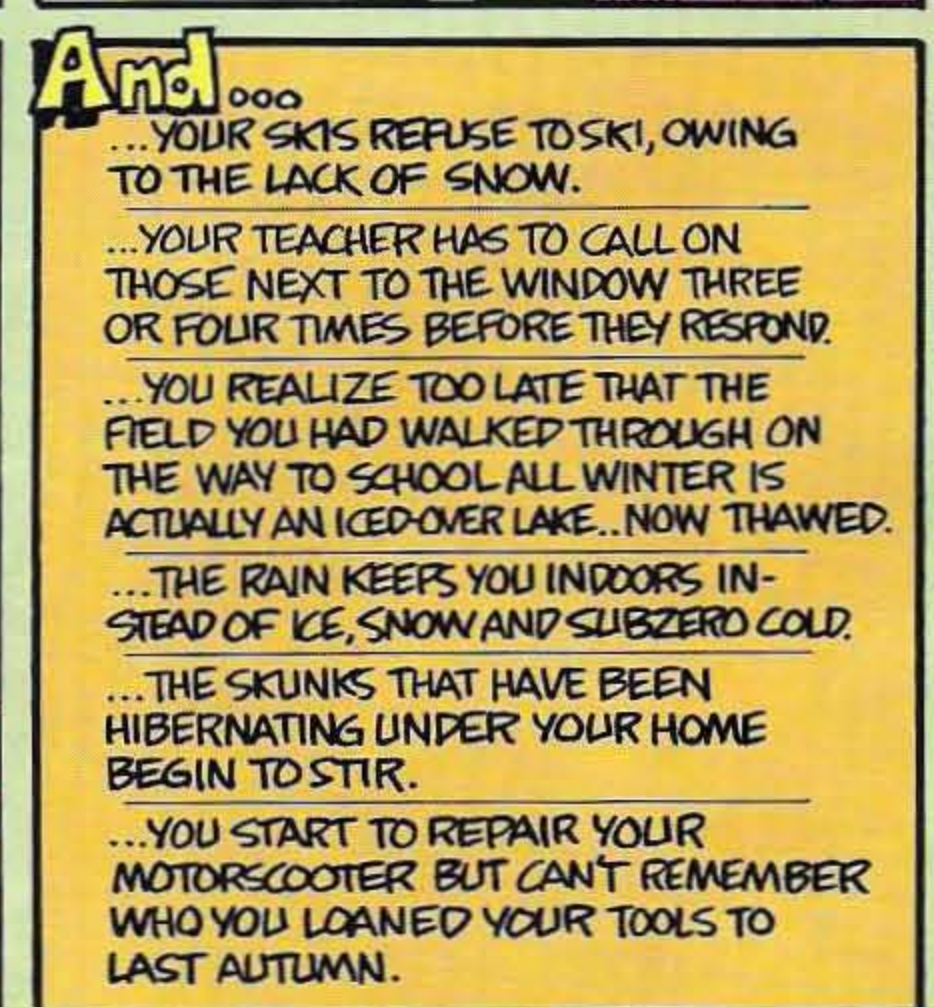 And...
...YOUR SKIS REFUSE TO SKI, OWING
TO THE LACK OF SNOW.
...YOUR TEACHER HAS TO CALL ON
THOSE NEXT TO THE WINDOW THREE
OR FOUR TIMES BEFORE THEY RESPOND.
...YOU REALIZE TOO LATE THAT THE
FIELD YOU HAD WALKED THROUGH ON
THE WAY TO SCHOOL ALL WINTER IS
ACTUALLY AN ICED-OVER LAKE..NOW THAWED.
...THE RAIN KEEPS YOU INDOORS IN-
STEAD OF ICE, SNOW AND SUBZERO COLD.
...THE SKUNKS THAT HAVE BEEN
HIBERNATING UNDER YOUR HOME
BEGIN TO STIR.
...YOU START TO REPAIR YOUR
MOTORSCOOTER BUT CAN'T REMEMBER
WHO YOU LOANED YOUR TOOLS TO
LAST AUTUMN.